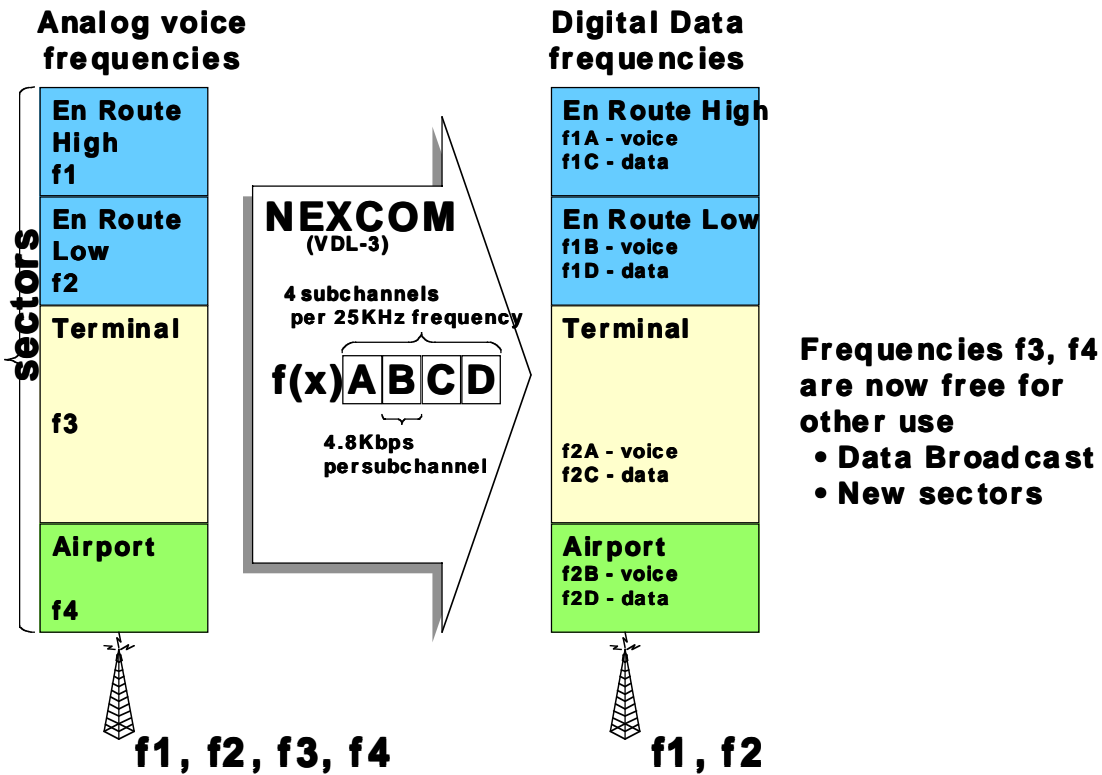 Analog voice
frequencies
sectors
En Route
High
f1
En Route
Low
f2
Terminal
f3
Airport
f4
f1, f2, f3, f4
NEXCOM
(VDL-3)
4 subchannels
per 25KHz frequency
f(x) A B C D
4.8Kbps
per subchannel
Digital Data
frequencies
En Route High
f1A - voice
f1C - data
En Route Low
f1B - voice
f1D - data
Terminal
f2A - voice
f2C - data
Airport
f2B - voice
f2D - data
f1, f2
Frequencies f3, f4
are now free for
other use
• Data Broadcast
• New sectors